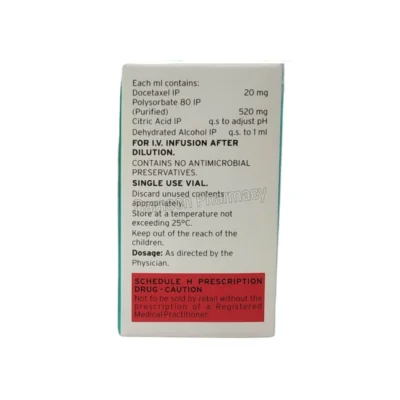 Each ml contains:
Docetaxel IP 20 mg
Polysorbate 80 IP
(Purified) 520 mg
Citric Acid IP q.s to adjust pH
Dehydrated Alcohol IP q.s. to 1 ml
FOR I.V. INFUSION AFTER
DILUTION.
CONTAINS NO ANTIMICROBIAL
PRESERVATIVES.
SINGLE USE VIAL.
Discard unused contents
appropriately.
Pharmacy
Store at a temperature not
exceeding 25°C.
Keep out of the reach of the
children.
Dosage: As directed by the
Physician.
SCHEDULE H PRESCRIPTION
DRUG - CAUTION
Not to be sold by retail without the
prescription of a Registered
Medical Practitioner.